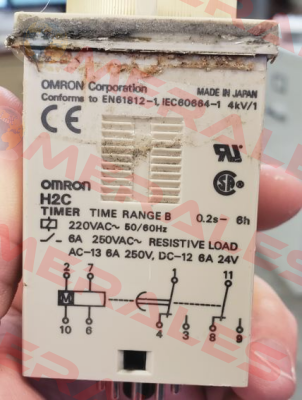 OMRON Corporation
MADE IN JAPAN
Conforms to EN61812-1, IEC60664-1 4kV/1
CE
omron
H2C
TIMER TIME RANGE B 0.2s- 6h
220VAC~ 50/60Hz
6A 250VAC~ RESISTIVE LOAD
AC-13 6A 250V, DC-12 6A 24V
2 7 1 11
M
10 6 4 3 8 9